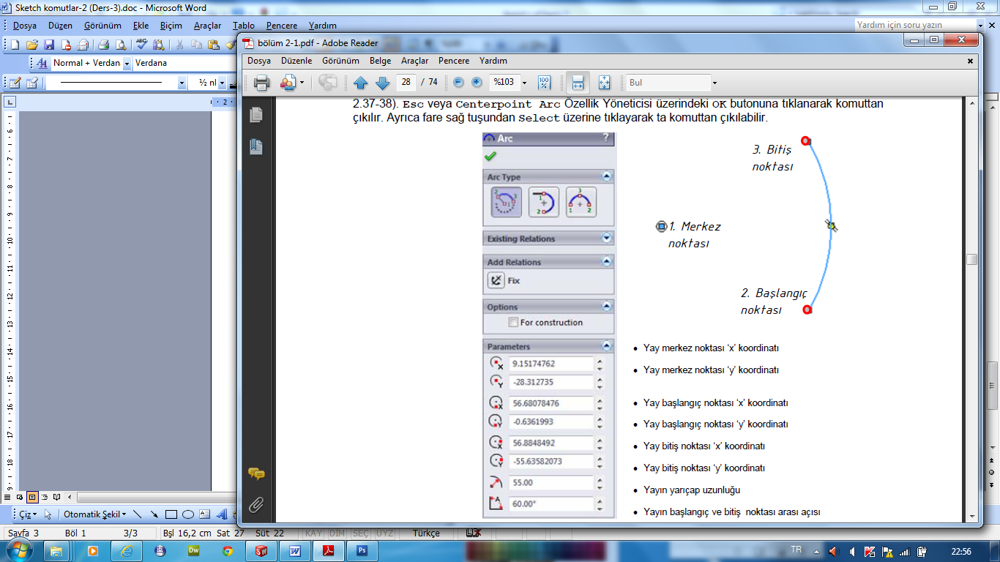 Sketch komutlar-2 (Ders-3).doc - Microsoft Word
Dosya Düzen Görünüm Ekle Biçim Araçlar Tablo Pencere Yardım
Yardım için soru yazın
Normal + Verdan
Verdana
½ nl
2
bölüm 2-1.pdf - Adobe Reader
Dosya Düzenle Görünüm Belge Araçlar Pencere Yardım
28 / 74
%103
Bul
2.37-38). Esc veya Centerpoint Arc Özellik Yöneticisi üzerindeki OK butonuna tıklanarak komuttan
çıkılır. Ayrıca fare sağ tuşundan Select üzerine tıklayarak ta komuttan çıkılabilir.
Arc ?
Arc Type
Existing Relations
Add Relations
Fix
Options
For construction
Parameters
9.15174762
-28.312735
56.68078476
-0.6361993
56.8848492
-55.63582073
55.00
60.00°
3. Bitiş
noktası
1. Merkez
noktası
2. Başlangıç
noktası
• Yay merkez noktası ‘x’ koordinatı
• Yay merkez noktası ‘y’ koordinatı
• Yay başlangıç noktası ‘x’ koordinatı
• Yay başlangıç noktası ‘y’ koordinatı
• Yay bitiş noktası ‘x’ koordinatı
• Yay bitiş noktası ‘y’ koordinatı
• Yayın yarıçap uzunluğu
• Yayın başlangıç ve bitiş noktası arası açısı
Çiz Otomatik Şekil
Sayfa 3 Böl 1 3/3 Bşl 16,2 cm Sat 27 Süt 22 KAY DİM SEÇ ÜYZ Türkçe
TR 22:56